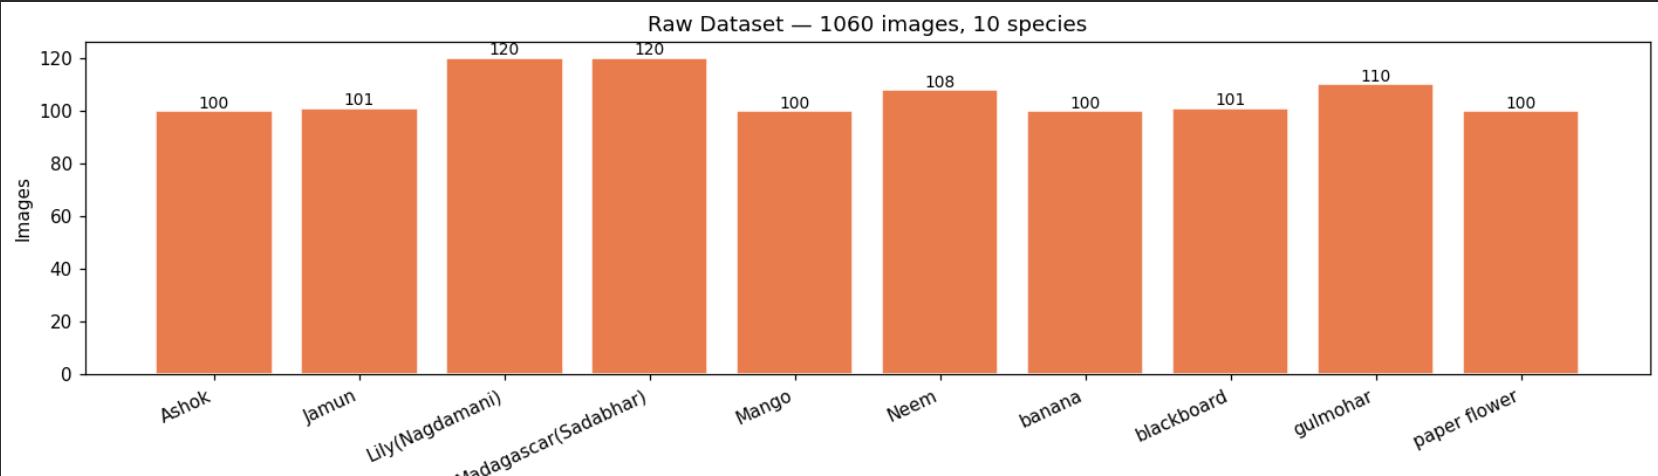 Raw Dataset — 1060 images, 10 species
120 120
120
110
108
100 101 100 100 101 100
100
80
60
40
20
0
Images
Ashok Jamun Lily(Nagdamani) Madagascar(Sadabhar) Mango Neem banana blackboard gulmohar paper flower